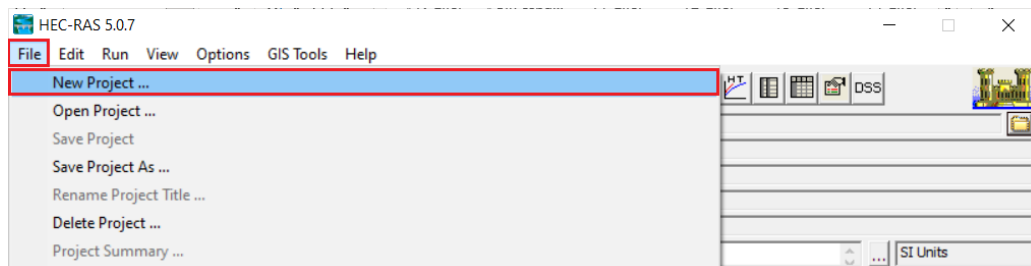 HEC-RAS 5.0.7
File Edit Run View Options GIS Tools Help
New Project ...
Open Project ...
Save Project
Save Project As ...
Rename Project Title ...
Delete Project ...
Project Summary ...
HT
DSS
... SI Units